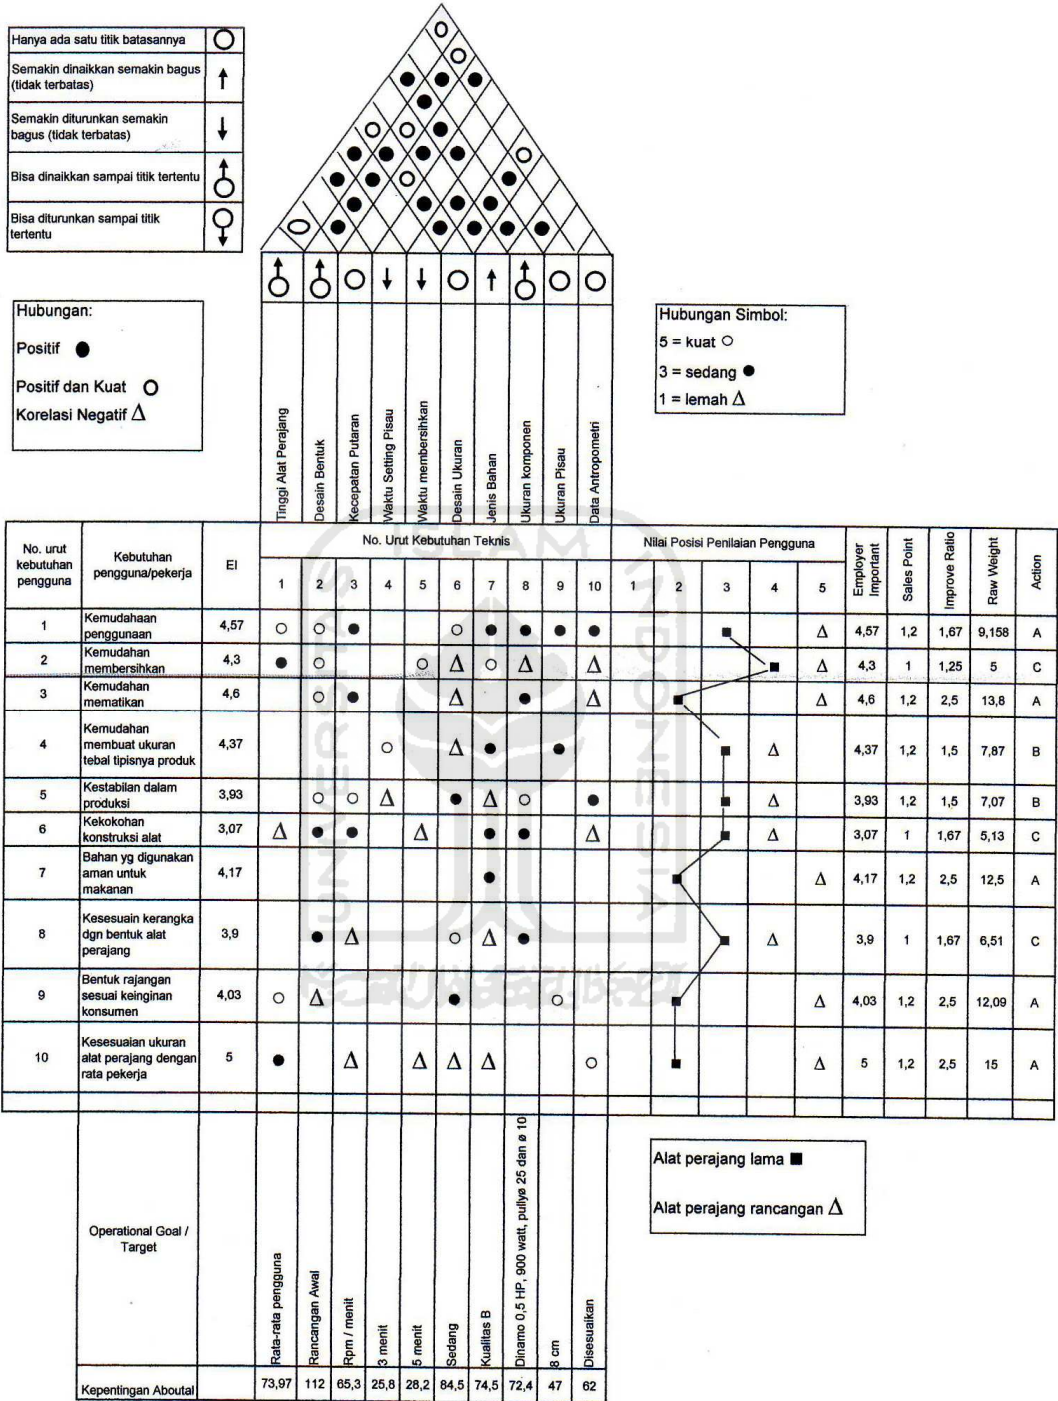 Hanya ada satu titik batasannya
Semakin dinaikkan semakin bagus
(tidak terbatas)
Semakin diturunkan semakin
bagus (tidak terbatas)
Bisa dinaikkan sampai titik tertentu
Bisa diturunkan sampai titik
tertentu
Hubungan:
Positif
Positif dan Kuat
Korelasi Negatif
Hubungan Simbol:
5 = kuat
3 = sedang
1 = lemah
Tinggi Alat Perajang
Desain Bentuk
Kecepatan Putaran
Waktu Setting Pisau
Waktu membersihkan
Desain Ukuran
Jenis Bahan
Ukuran komponen
Ukuran Pisau
Data Antropometri
No. urut
kebutuhan
pengguna
Kebutuhan
pengguna/pekerja
EI
No. Urut Kebutuhan Teknis
1 2 3 4 5 6 7 8 9 10
Nilai Posisi Penilaian Pengguna
1 2 3 4 5
Employer
Important
Sales Point
Improve Ratio
Raw Weight
Action
1 Kemudahaan
penggunaan 4,57 4,57 1,2 1,67 9,158 A
2 Kemudahan
membersihkan 4,3 4,3 1 1,25 5 C
3 Kemudahan
mematikan 4,6 4,6 1,2 2,5 13,8 A
4 Kemudahan
membuat ukuran
tebal tipisnya produk 4,37 4,37 1,2 1,5 7,87 B
5 Kestabilan dalam
produksi 3,93 3,93 1,2 1,5 7,07 B
6 Kekokohan
konstruksi alat 3,07 3,07 1 1,67 5,13 C
7 Bahan yg digunakan
aman untuk
makanan 4,17 4,17 1,2 2,5 12,5 A
8 Kesesuain kerangka
dgn bentuk alat
perajang 3,9 3,9 1 1,67 6,51 C
9 Bentuk rajangan
sesuai keinginan
konsumen 4,03 4,03 1,2 2,5 12,09 A
10 Kesesuaian ukuran
alat perajang dengan
rata pekerja 5 5 1,2 2,5 15 A
UNIVERSITAS ISLAM INDONESIA
Operational Goal /
Target
Rata-rata pengguna
Rancangan Awal
Rpm / menit
3 menit
5 menit
Sedang
Kualitas B
Dinamo 0,5 HP, 900 watt, pullyø 25 dan ø 10
8 cm
Disesuaikan
Alat perajang lama
Alat perajang rancangan
Kepentingan Aboutal 73,97 112 65,3 25,8 28,2 84,5 74,5 72,4 47 62